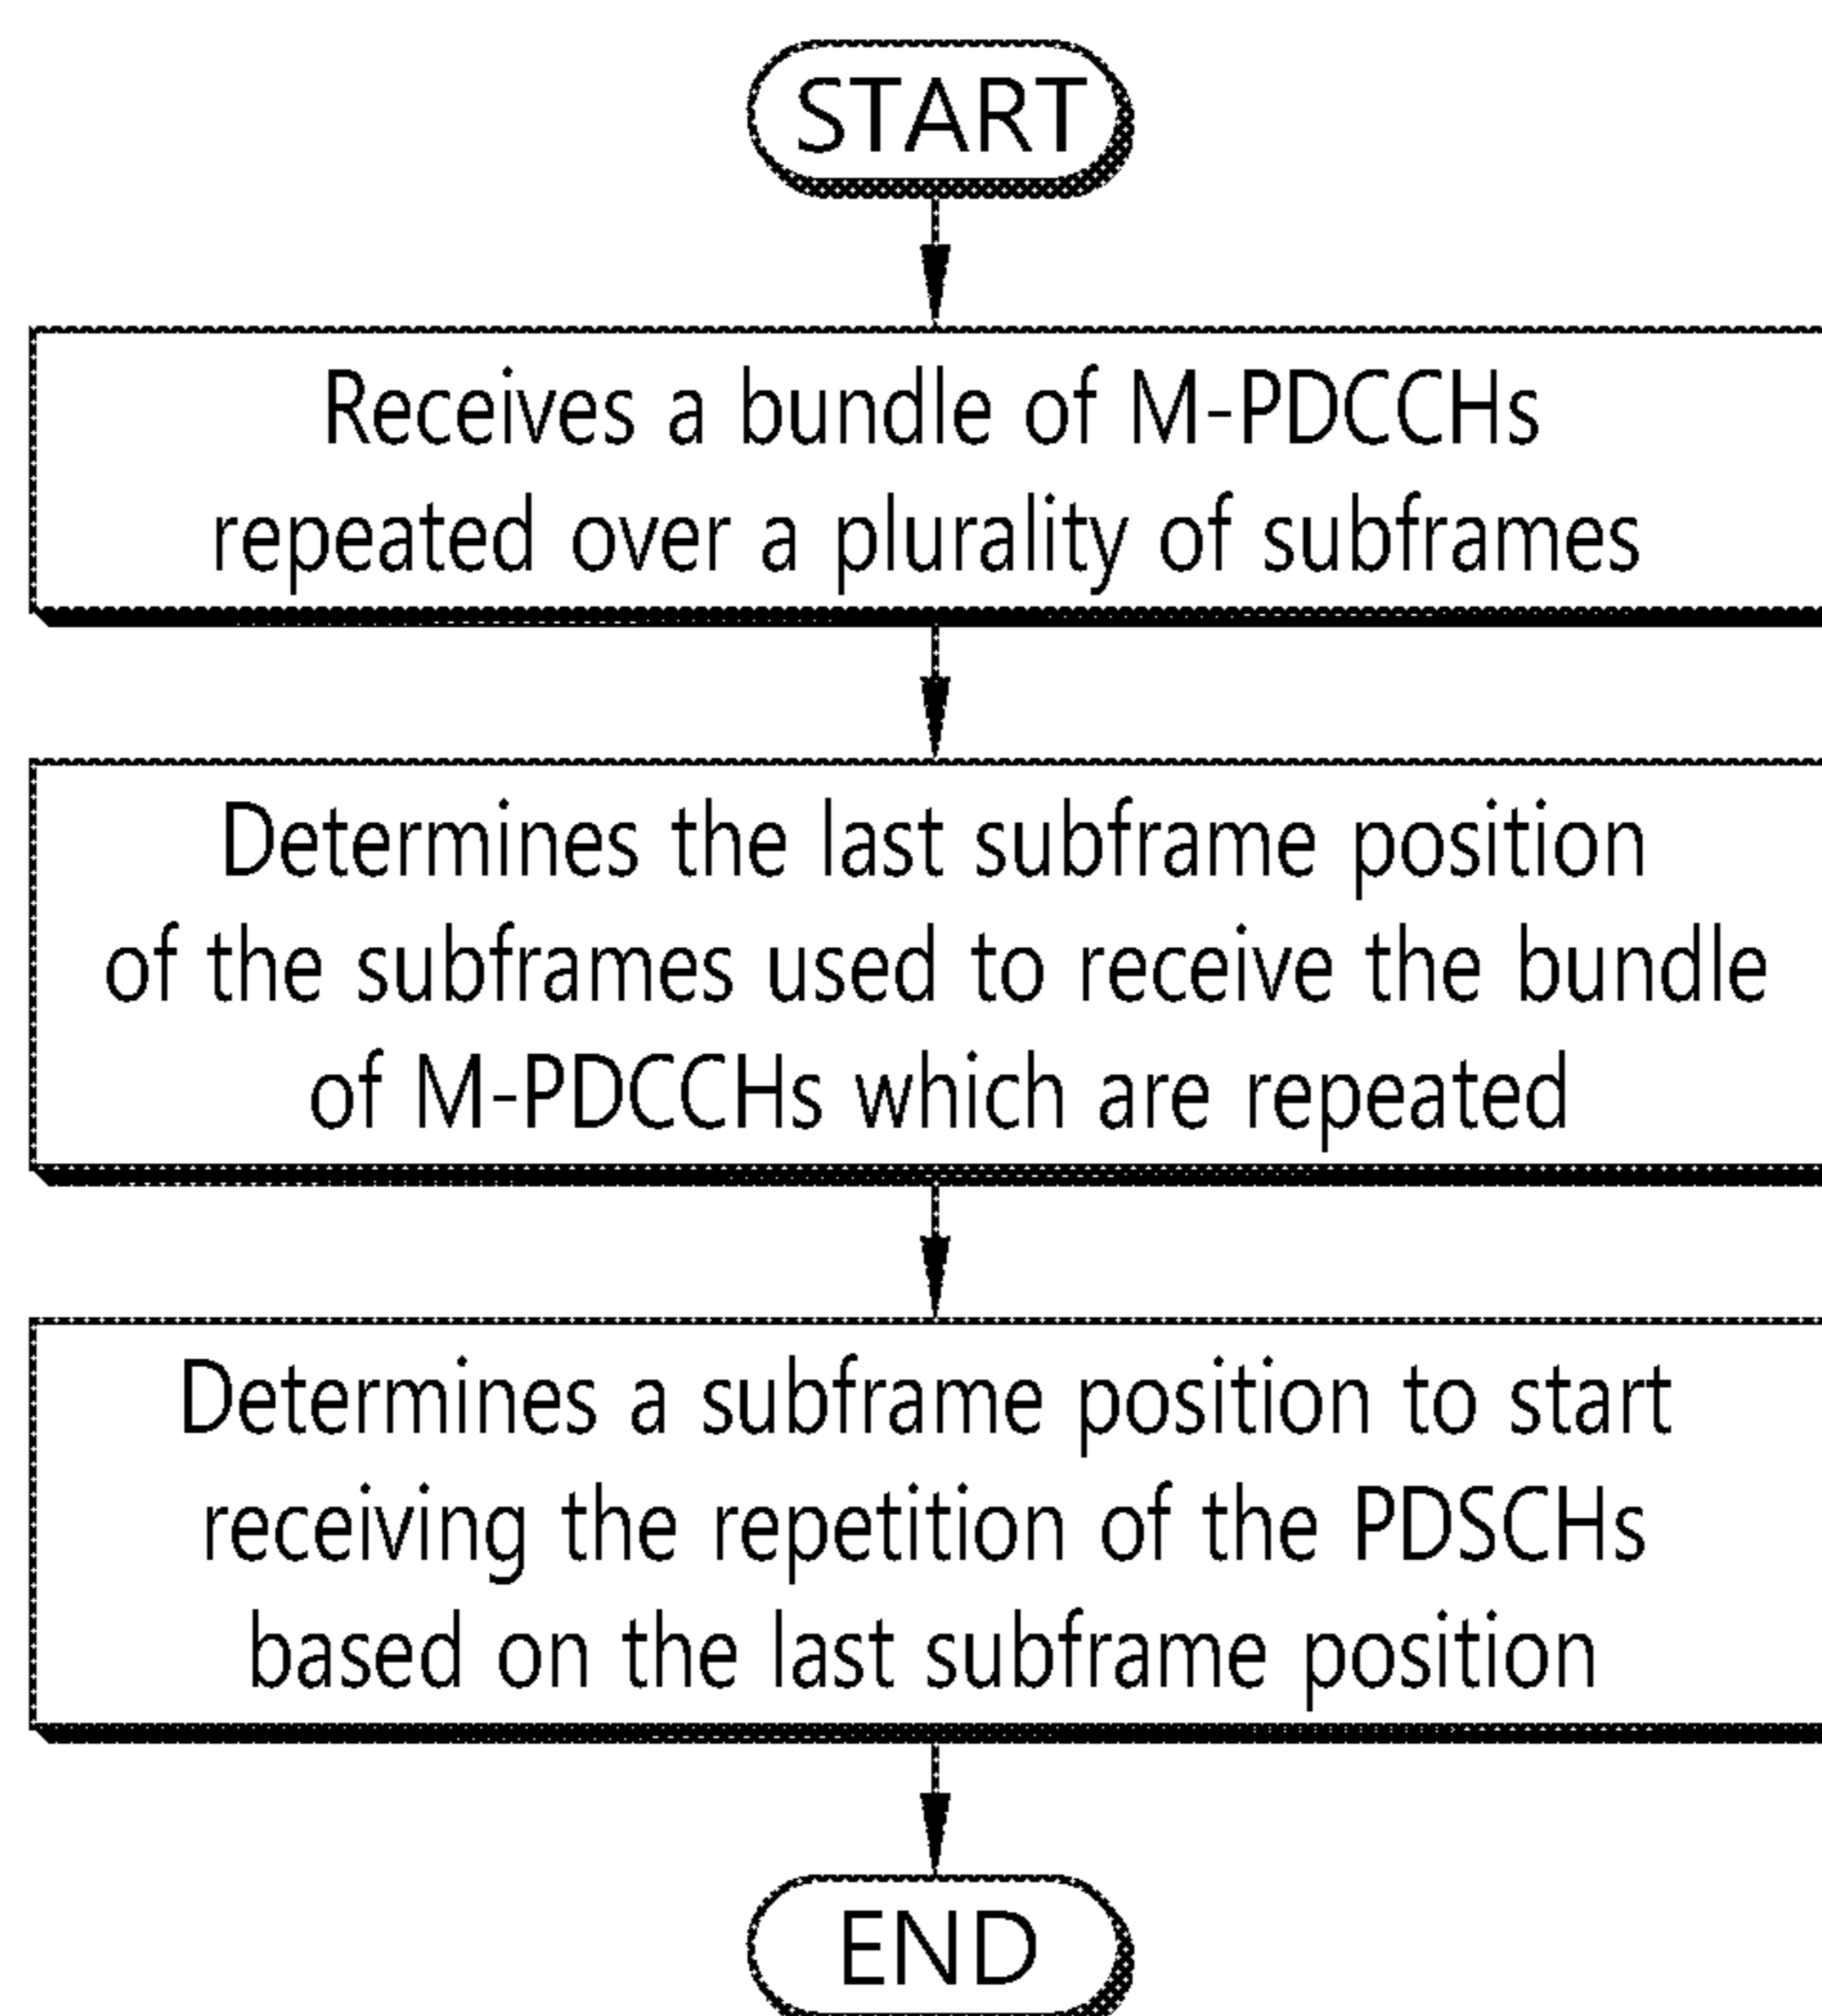 START
Receives a bundle of M-PDCCHs
repeated over a plurality of subframes
Determines the last subframe position
of the subframes used to receive the bundle
of M-PDCCHs which are repeated
Determines a subframe position to start
receiving the repetition of the PDSCHs
based on the last subframe position
END